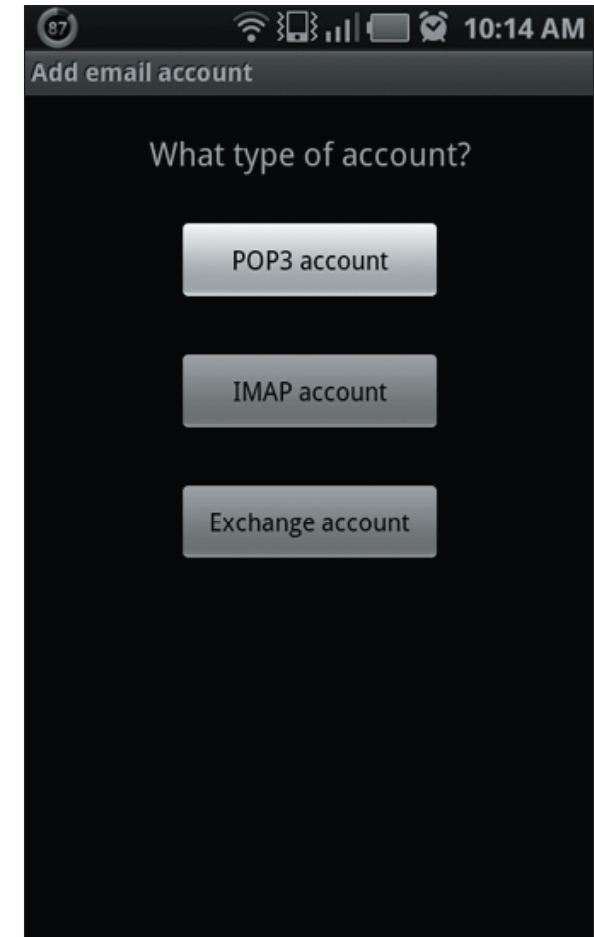 87 10:14 AM
Add email account
What type of account?
POP3 account
IMAP account
Exchange account